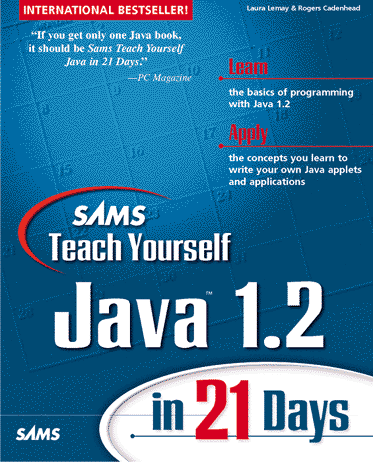 INTERNATIONAL BESTSELLER!
Laura Lemay & Rogers Cadenhead
“If you get only one Java book,
it should be Sams Teach Yourself
Java in 21 Days.”
—PC Magazine
Learn
the basics of programming
with Java 1.2
Apply
the concepts you learn to
write your own Java applets
and applications
SAMS
Teach Yourself
Java™ 1.2
in 21 Days
SAMS